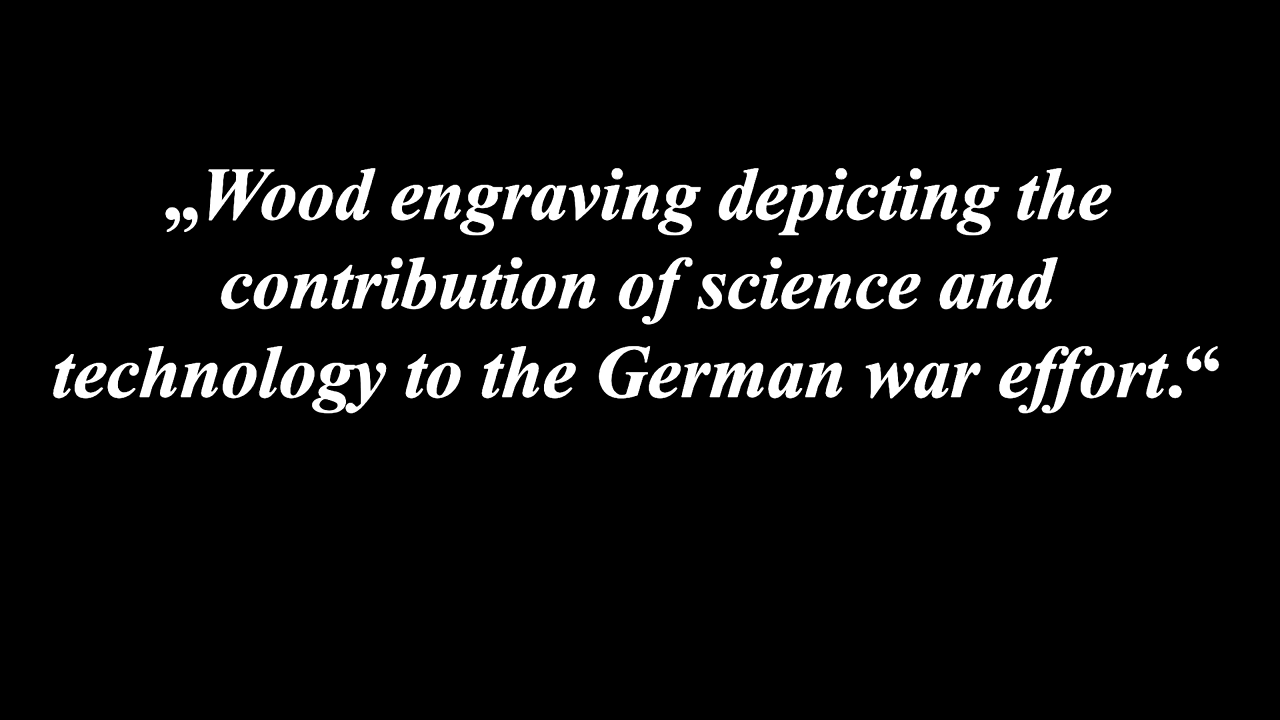 „Wood engraving depicting the
contribution of science and
technology to the German war effort.“